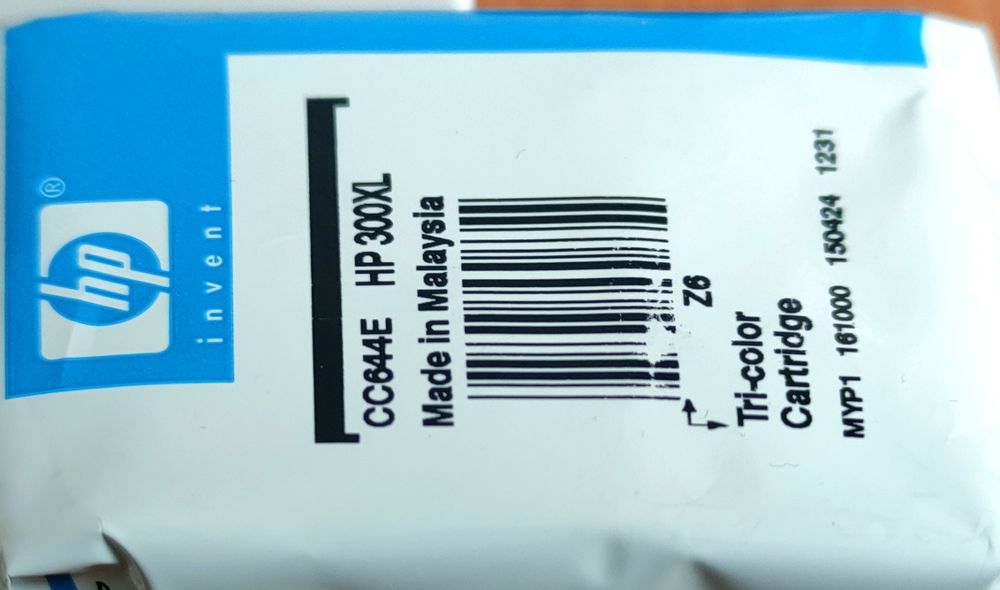 hp ®
invent
CC644E HP 300XL
Made in Malaysia
Z6
Tri-color
Cartridge
MYP1 161000 150424 1231